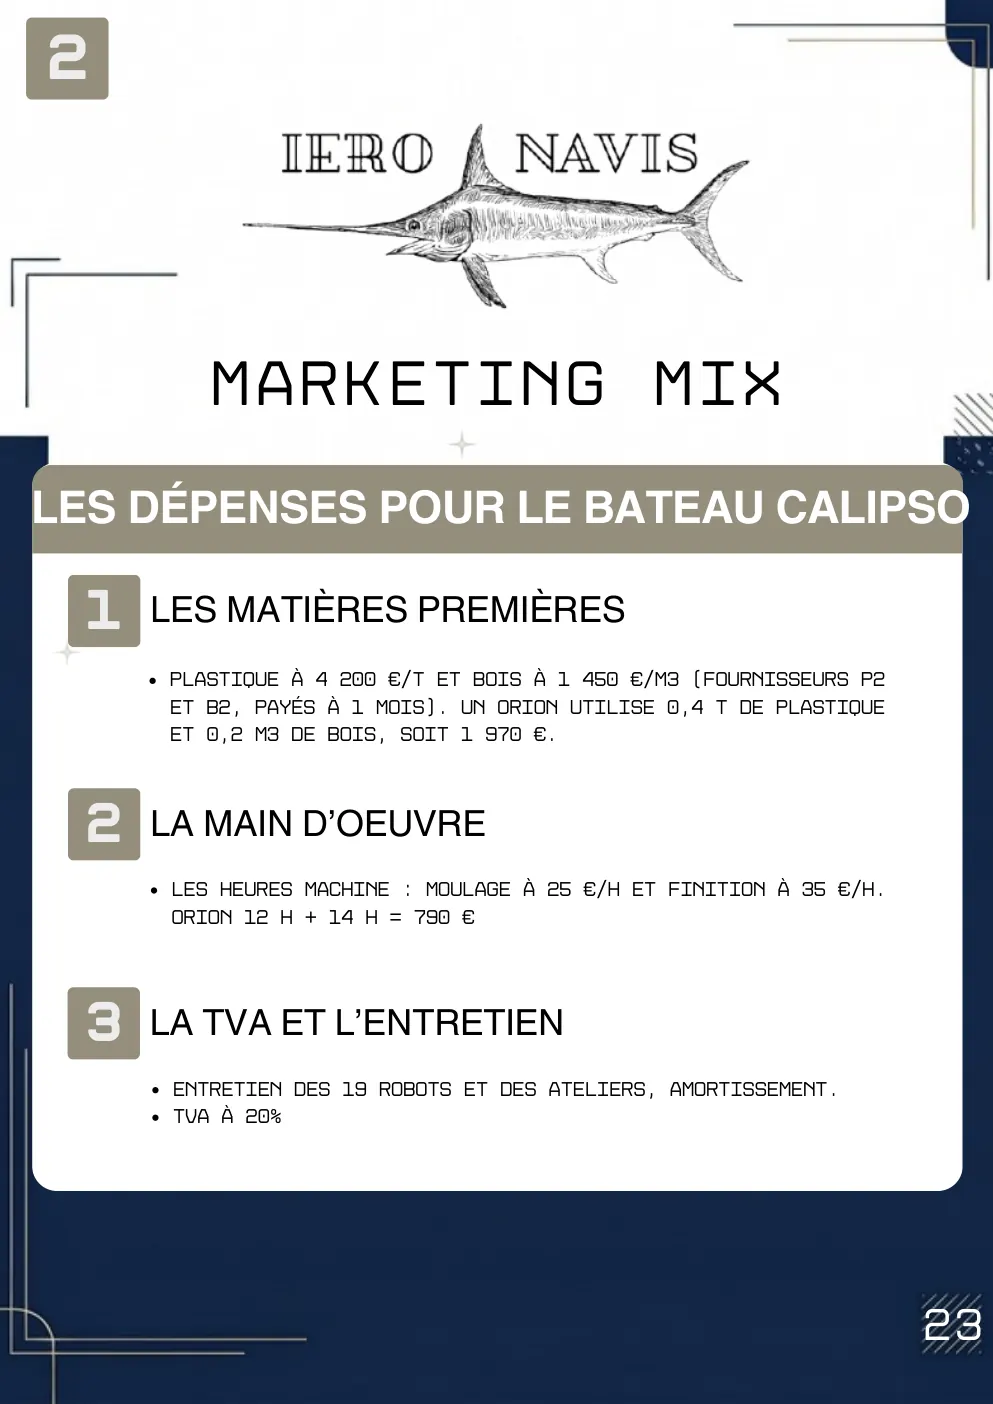 2
IERO NAVIS
MARKETING MIX
LES DÉPENSES POUR LE BATEAU CALIPSO
1
LES MATIÈRES PREMIÈRES
• PLASTIQUE À 4 200 €/T ET BOIS À 1 450 €/M3 (FOURNISSEURS P2
ET B2, PAYÉS À 1 MOIS). UN ORION UTILISE 0,4 T DE PLASTIQUE
ET 0,2 M3 DE BOIS, SOIT 1 970 €.
2
LA MAIN D’OEUVRE
• LES HEURES MACHINE : MOULAGE À 25 €/H ET FINITION À 35 €/H.
ORION 12 H + 14 H = 790 €
3
LA TVA ET L’ENTRETIEN
• ENTRETIEN DES 19 ROBOTS ET DES ATELIERS, AMORTISSEMENT.
• TVA À 20%
23